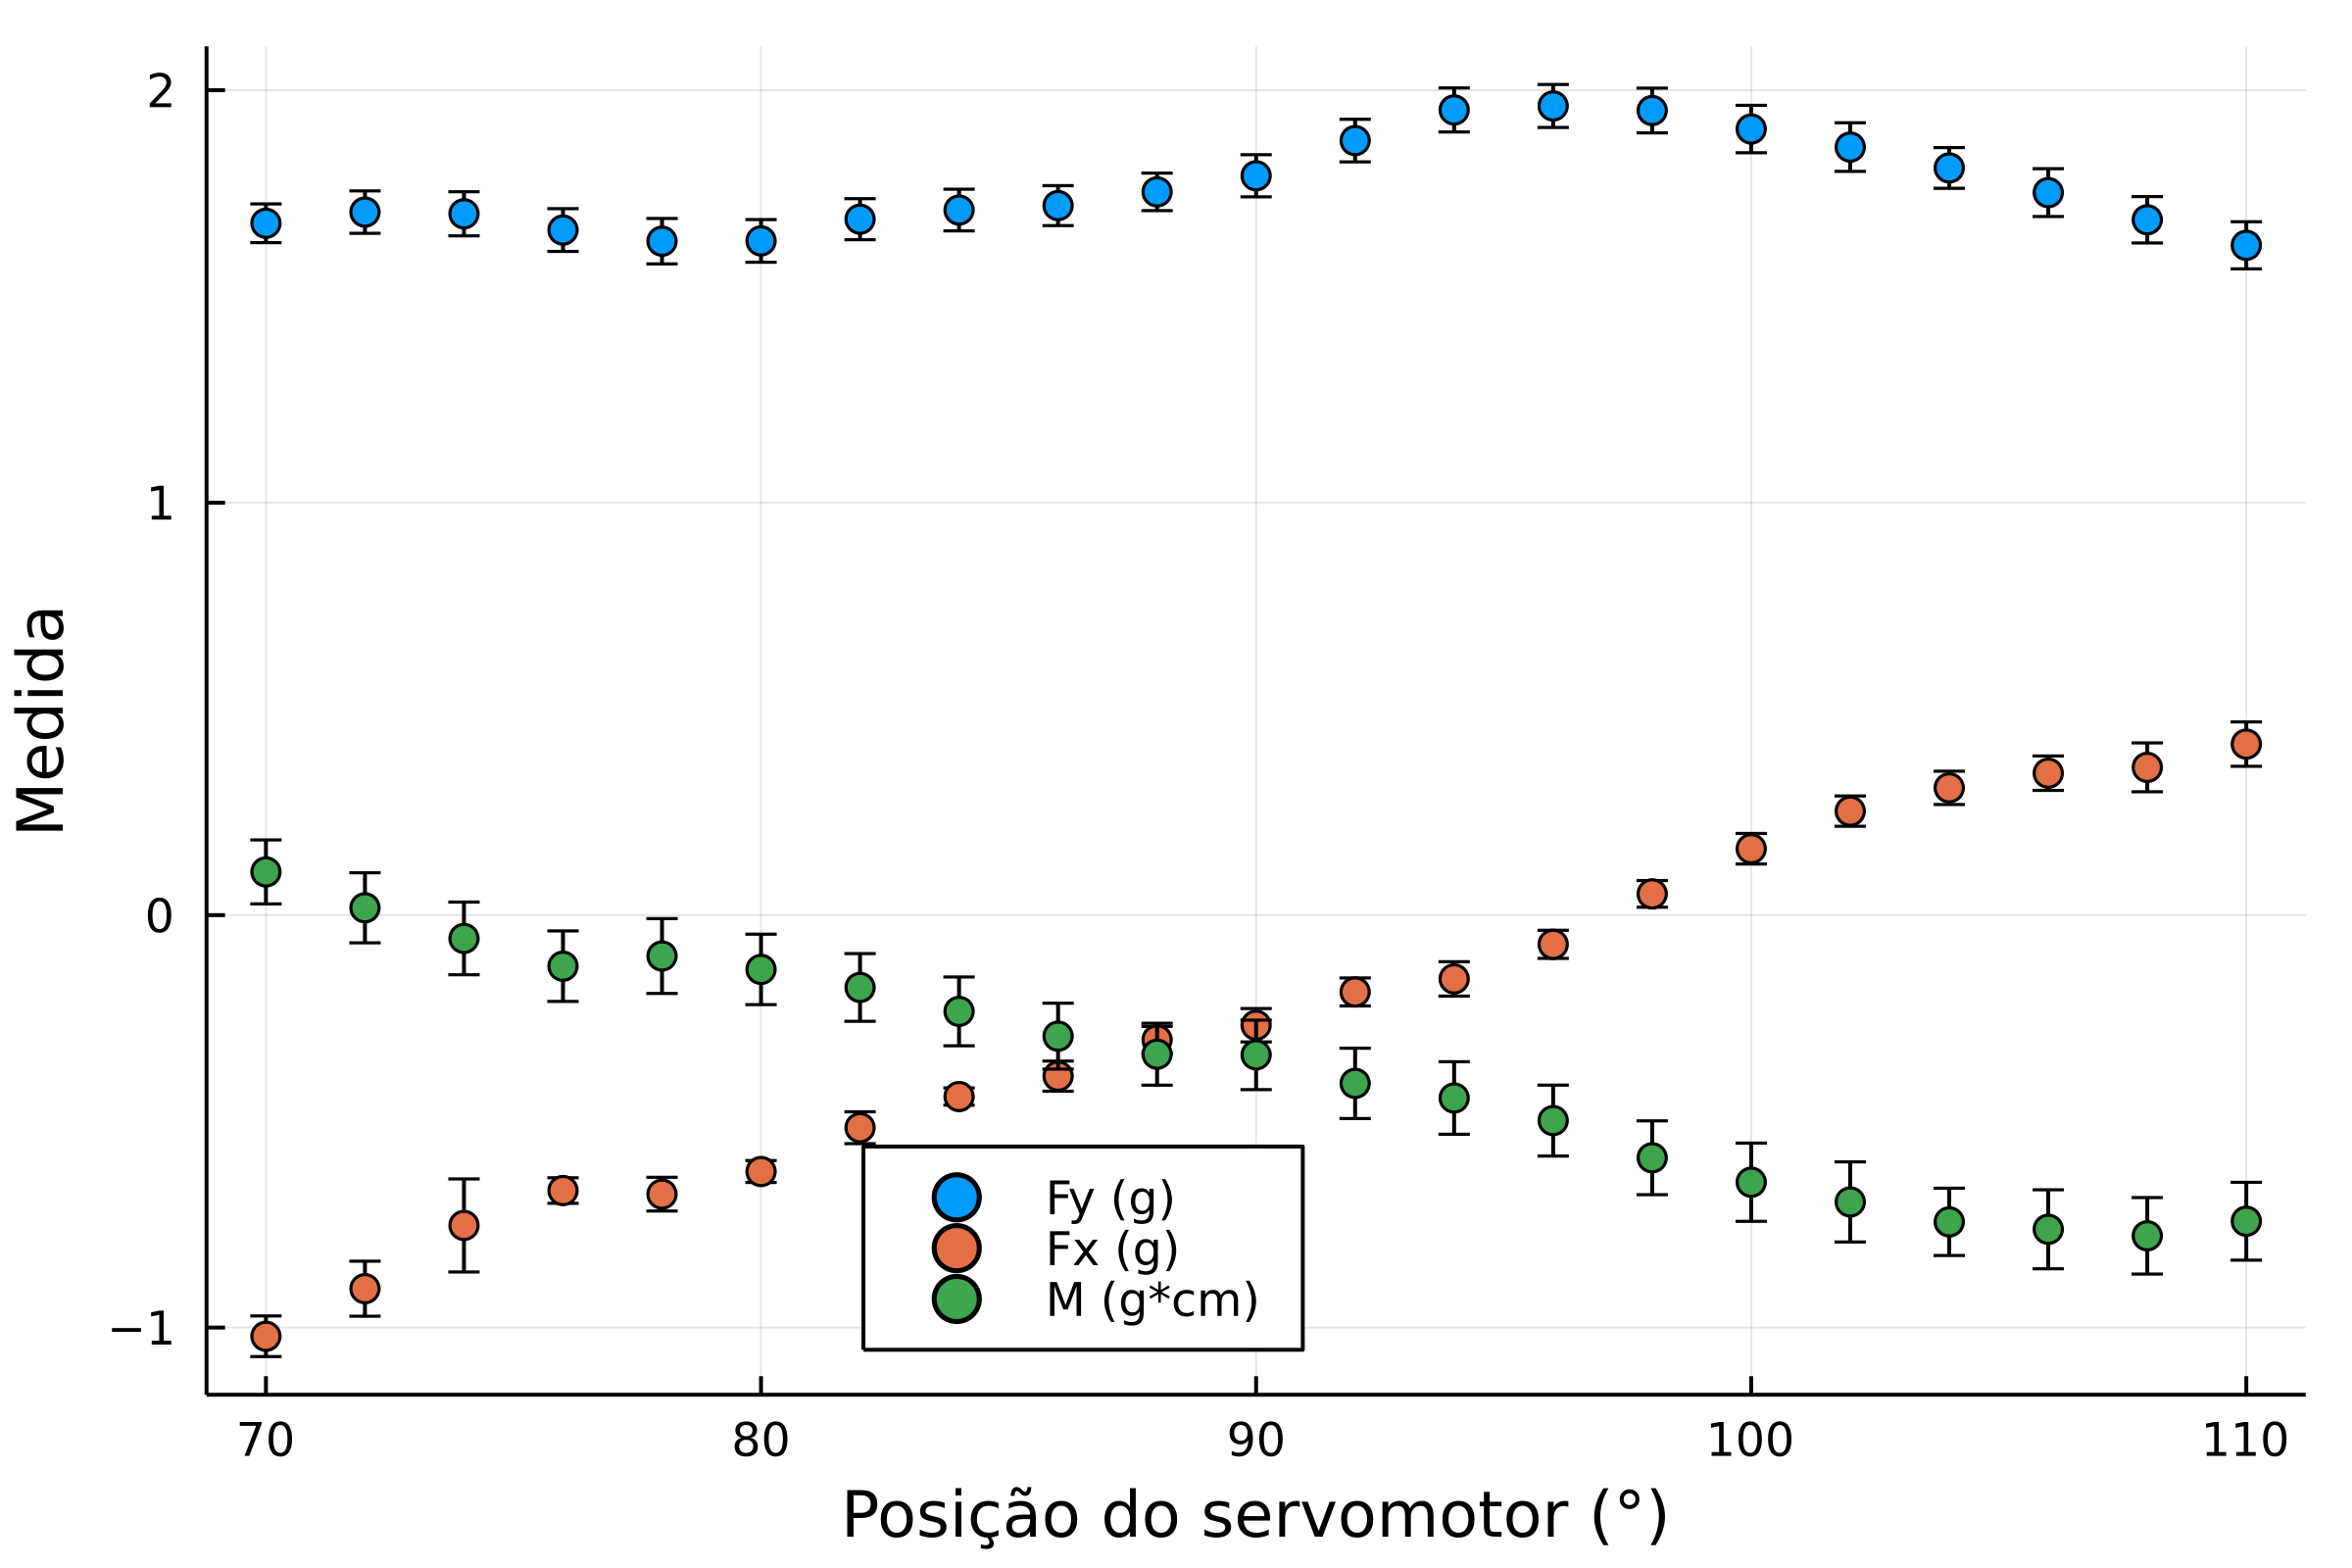 2
1
0
−1
Medida
Fy (g)
Fx (g)
M (g*cm)
70 80 90 100 110
Posição do servomotor (°)